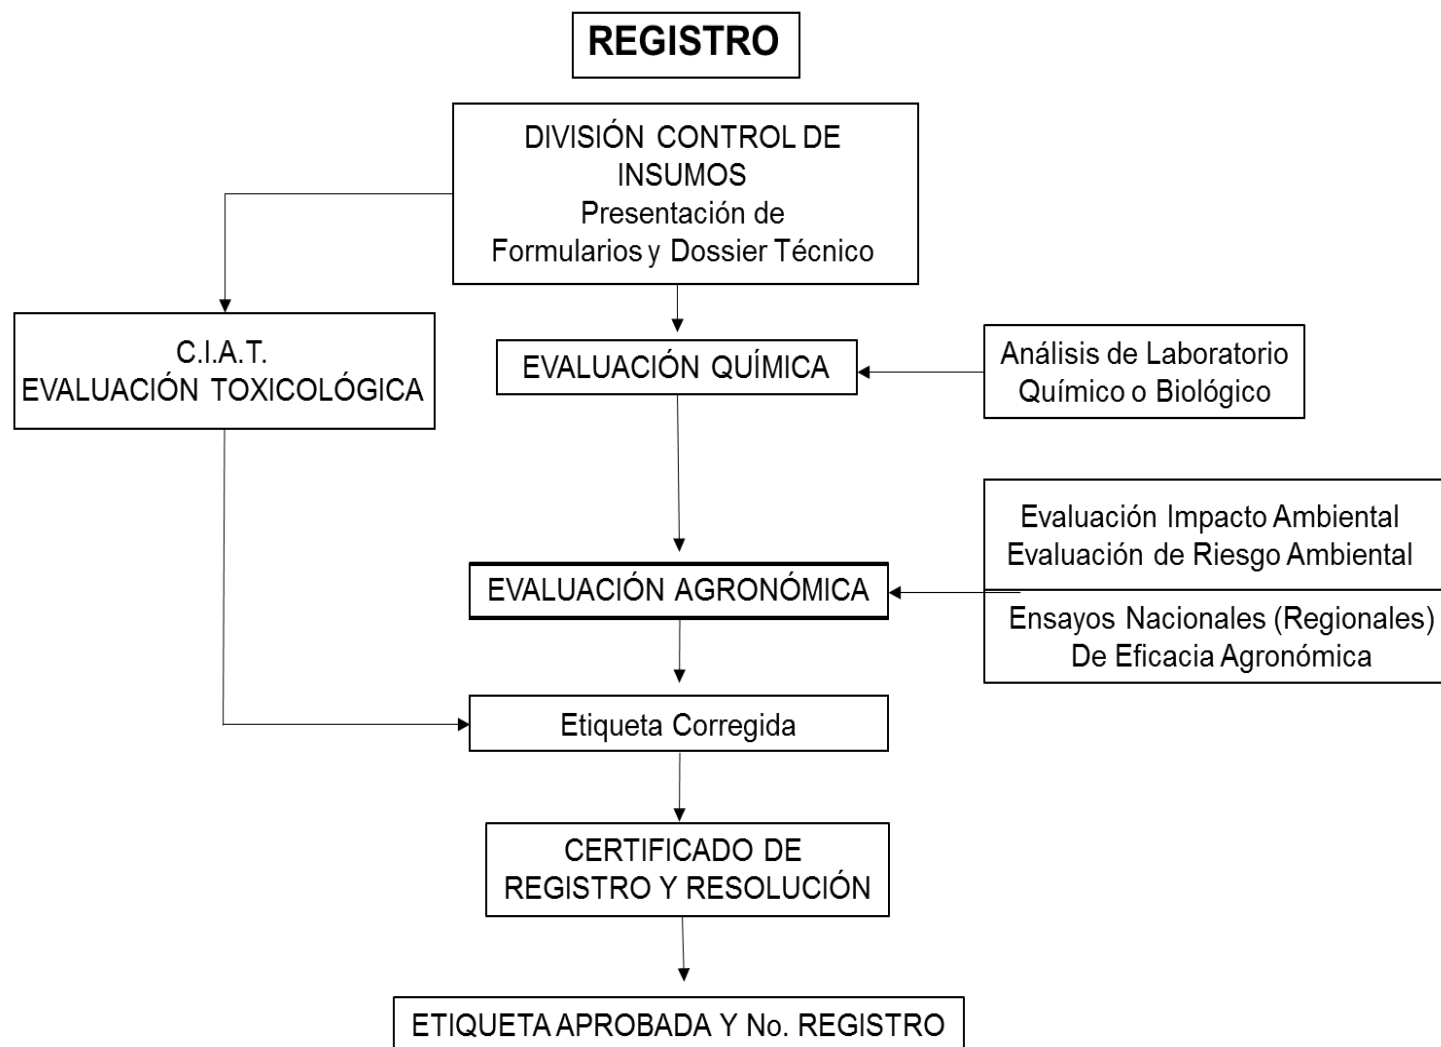 REGISTRO
DIVISIÓN CONTROL DE
INSUMOS
Presentación de
Formularios y Dossier Técnico
C.I.A.T.
EVALUACIÓN TOXICOLÓGICA
EVALUACIÓN QUÍMICA
Análisis de Laboratorio
Químico o Biológico
Evaluación Impacto Ambiental
Evaluación de Riesgo Ambiental
EVALUACIÓN AGRONÓMICA
Ensayos Nacionales (Regionales)
De Eficacia Agronómica
Etiqueta Corregida
CERTIFICADO DE
REGISTRO Y RESOLUCIÓN
ETIQUETA APROBADA Y No. REGISTRO